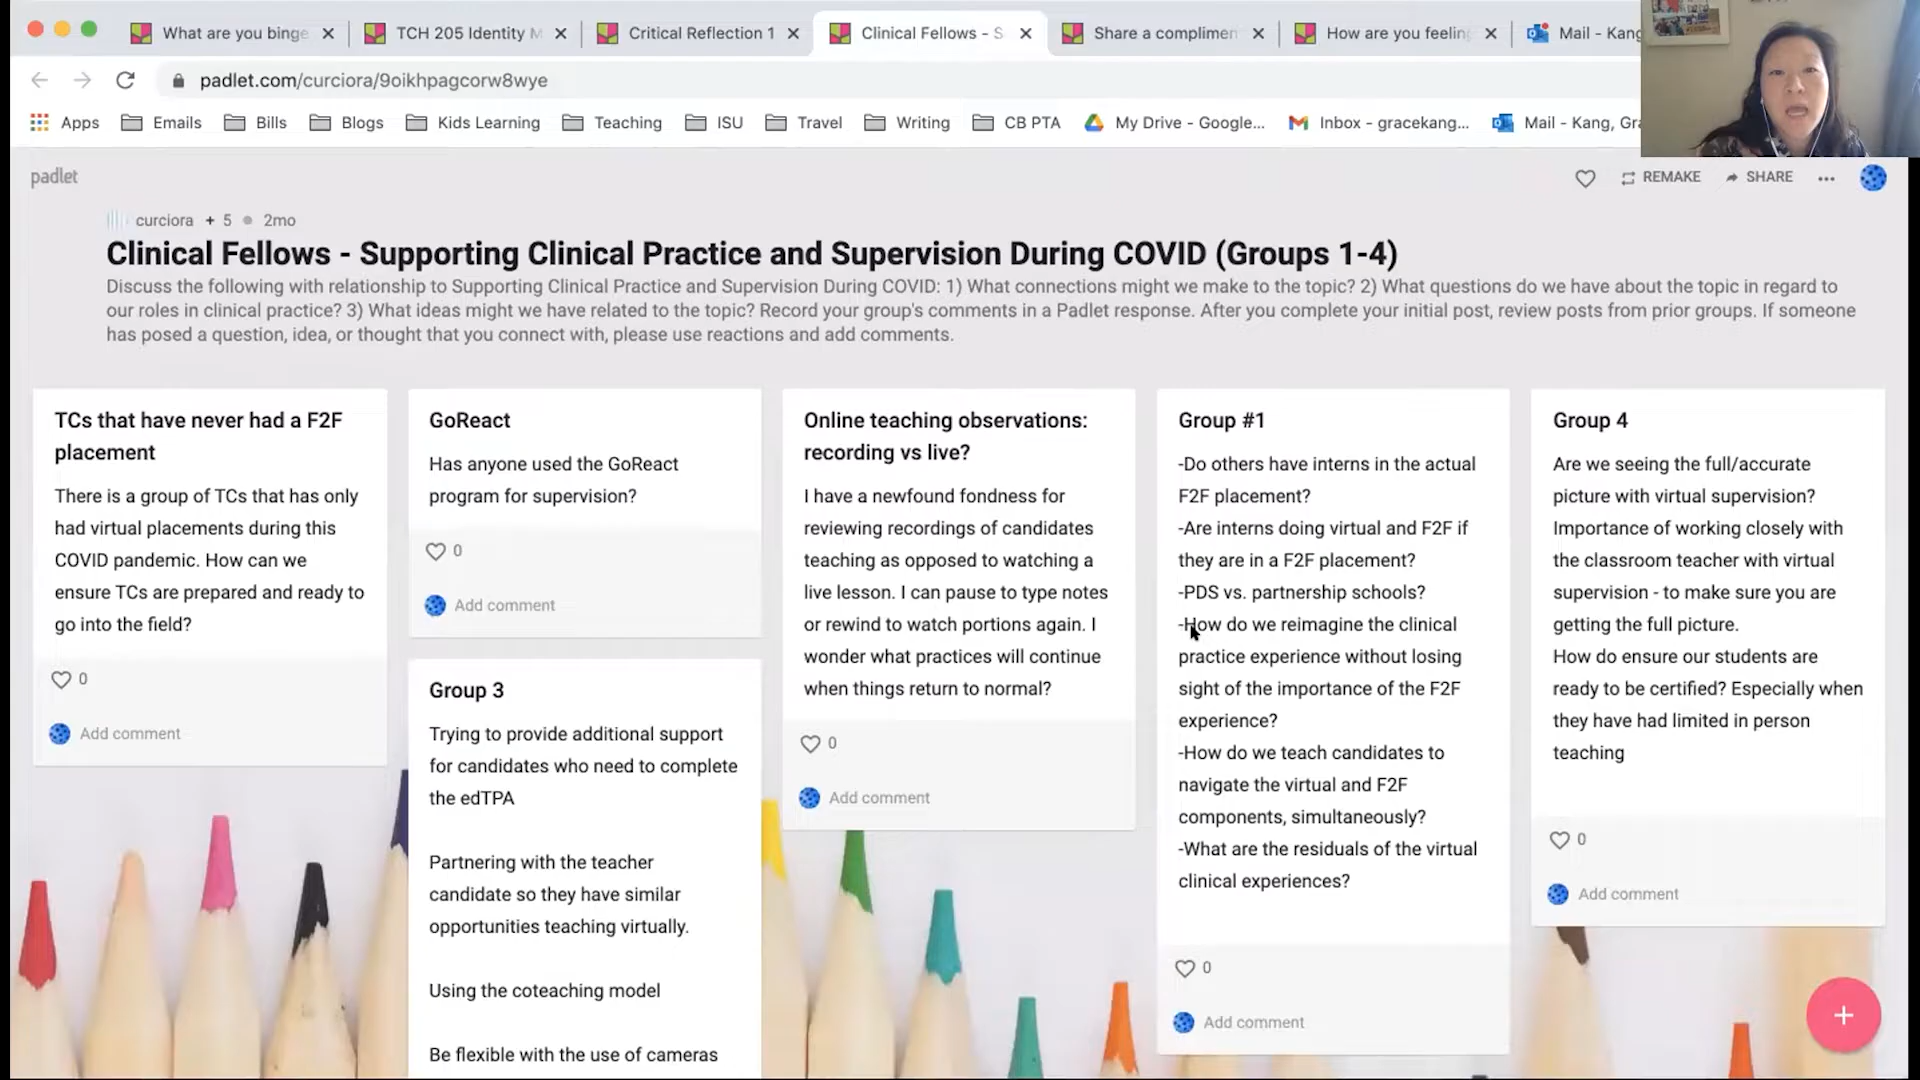 What are you binge
TCH 205 Identity M
Critical Reflection 1
Clinical Fellows - S
Share a complimen
How are you feeling
Mail - Kang
padlet.com/curciora/9oikhpagcorw8wye
Apps
Emails
Bills
Blogs
Kids Learning
Teaching
ISU
Travel
Writing
CB PTA
My Drive - Google...
Inbox - gracekang...
Mail - Kang, Gra
padlet
REMAKE
SHARE
curciora + 5 2mo
Clinical Fellows - Supporting Clinical Practice and Supervision During COVID (Groups 1-4)
Discuss the following with relationship to Supporting Clinical Practice and Supervision During COVID: 1) What connections might we make to the topic? 2) What questions do we have about the topic in regard to
our roles in clinical practice? 3) What ideas might we have related to the topic? Record your group's comments in a Padlet response. After you complete your initial post, review posts from prior groups. If someone
has posed a question, idea, or thought that you connect with, please use reactions and add comments.
TCs that have never had a F2F
placement
There is a group of TCs that has only
had virtual placements during this
COVID pandemic. How can we
ensure TCs are prepared and ready to
go into the field?
0
Add comment
GoReact
Has anyone used the GoReact
program for supervision?
0
Add comment
Group 3
Trying to provide additional support
for candidates who need to complete
the edTPA
Partnering with the teacher
candidate so they have similar
opportunities teaching virtually.
Using the coteaching model
Be flexible with the use of cameras
Online teaching observations:
recording vs live?
I have a newfound fondness for
reviewing recordings of candidates
teaching as opposed to watching a
live lesson. I can pause to type notes
or rewind to watch portions again. I
wonder what practices will continue
when things return to normal?
0
Add comment
Group #1
-Do others have interns in the actual
F2F placement?
-Are interns doing virtual and F2F if
they are in a F2F placement?
-PDS vs. partnership schools?
-How do we reimagine the clinical
practice experience without losing
sight of the importance of the F2F
experience?
-How do we teach candidates to
navigate the virtual and F2F
components, simultaneously?
-What are the residuals of the virtual
clinical experiences?
0
Add comment
Group 4
Are we seeing the full/accurate
picture with virtual supervision?
Importance of working closely with
the classroom teacher with virtual
supervision - to make sure you are
getting the full picture.
How do ensure our students are
ready to be certified? Especially when
they have had limited in person
teaching
0
Add comment